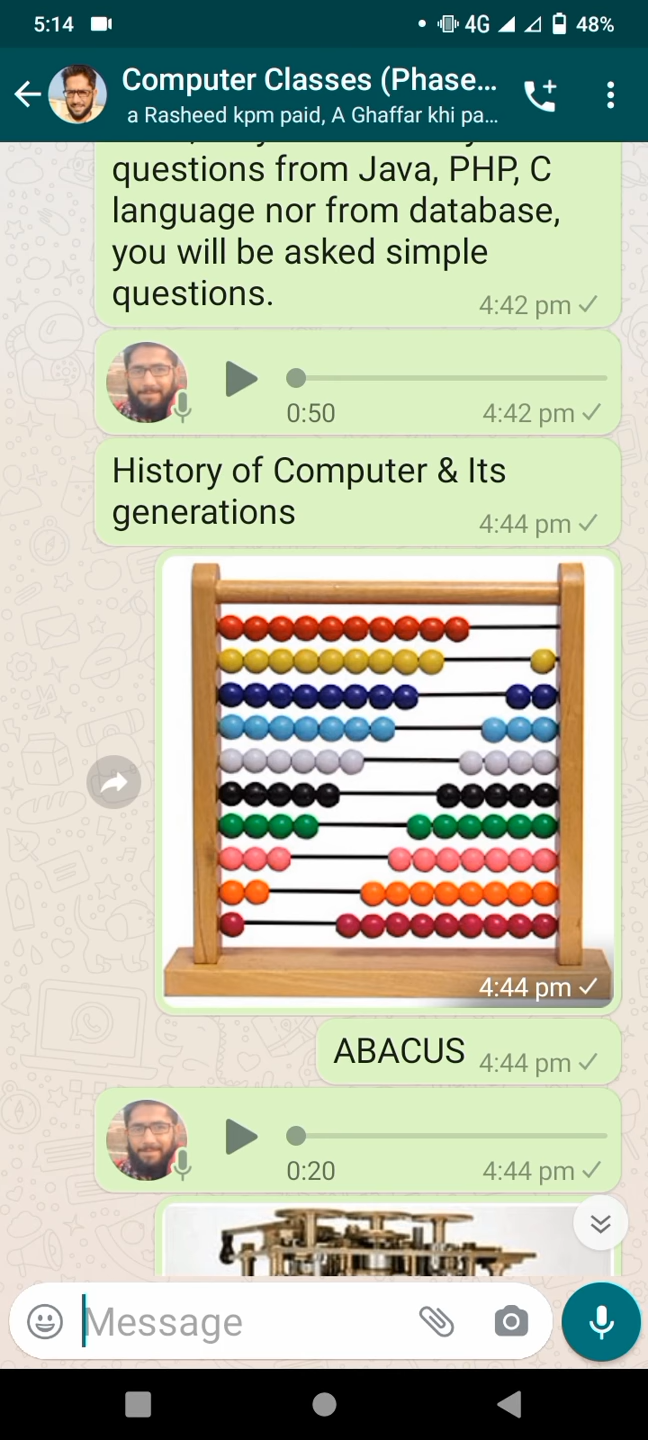 5:14
4G
48%
Computer Classes (Phase...
a Rasheed kpm paid, A Ghaffar khi pa...
questions from Java, PHP, C
language nor from database,
you will be asked simple
questions.
4:42 pm
0:50
4:42 pm
History of Computer & Its
generations
4:44 pm
4:44 pm
ABACUS
4:44 pm
0:20
4:44 pm
Message